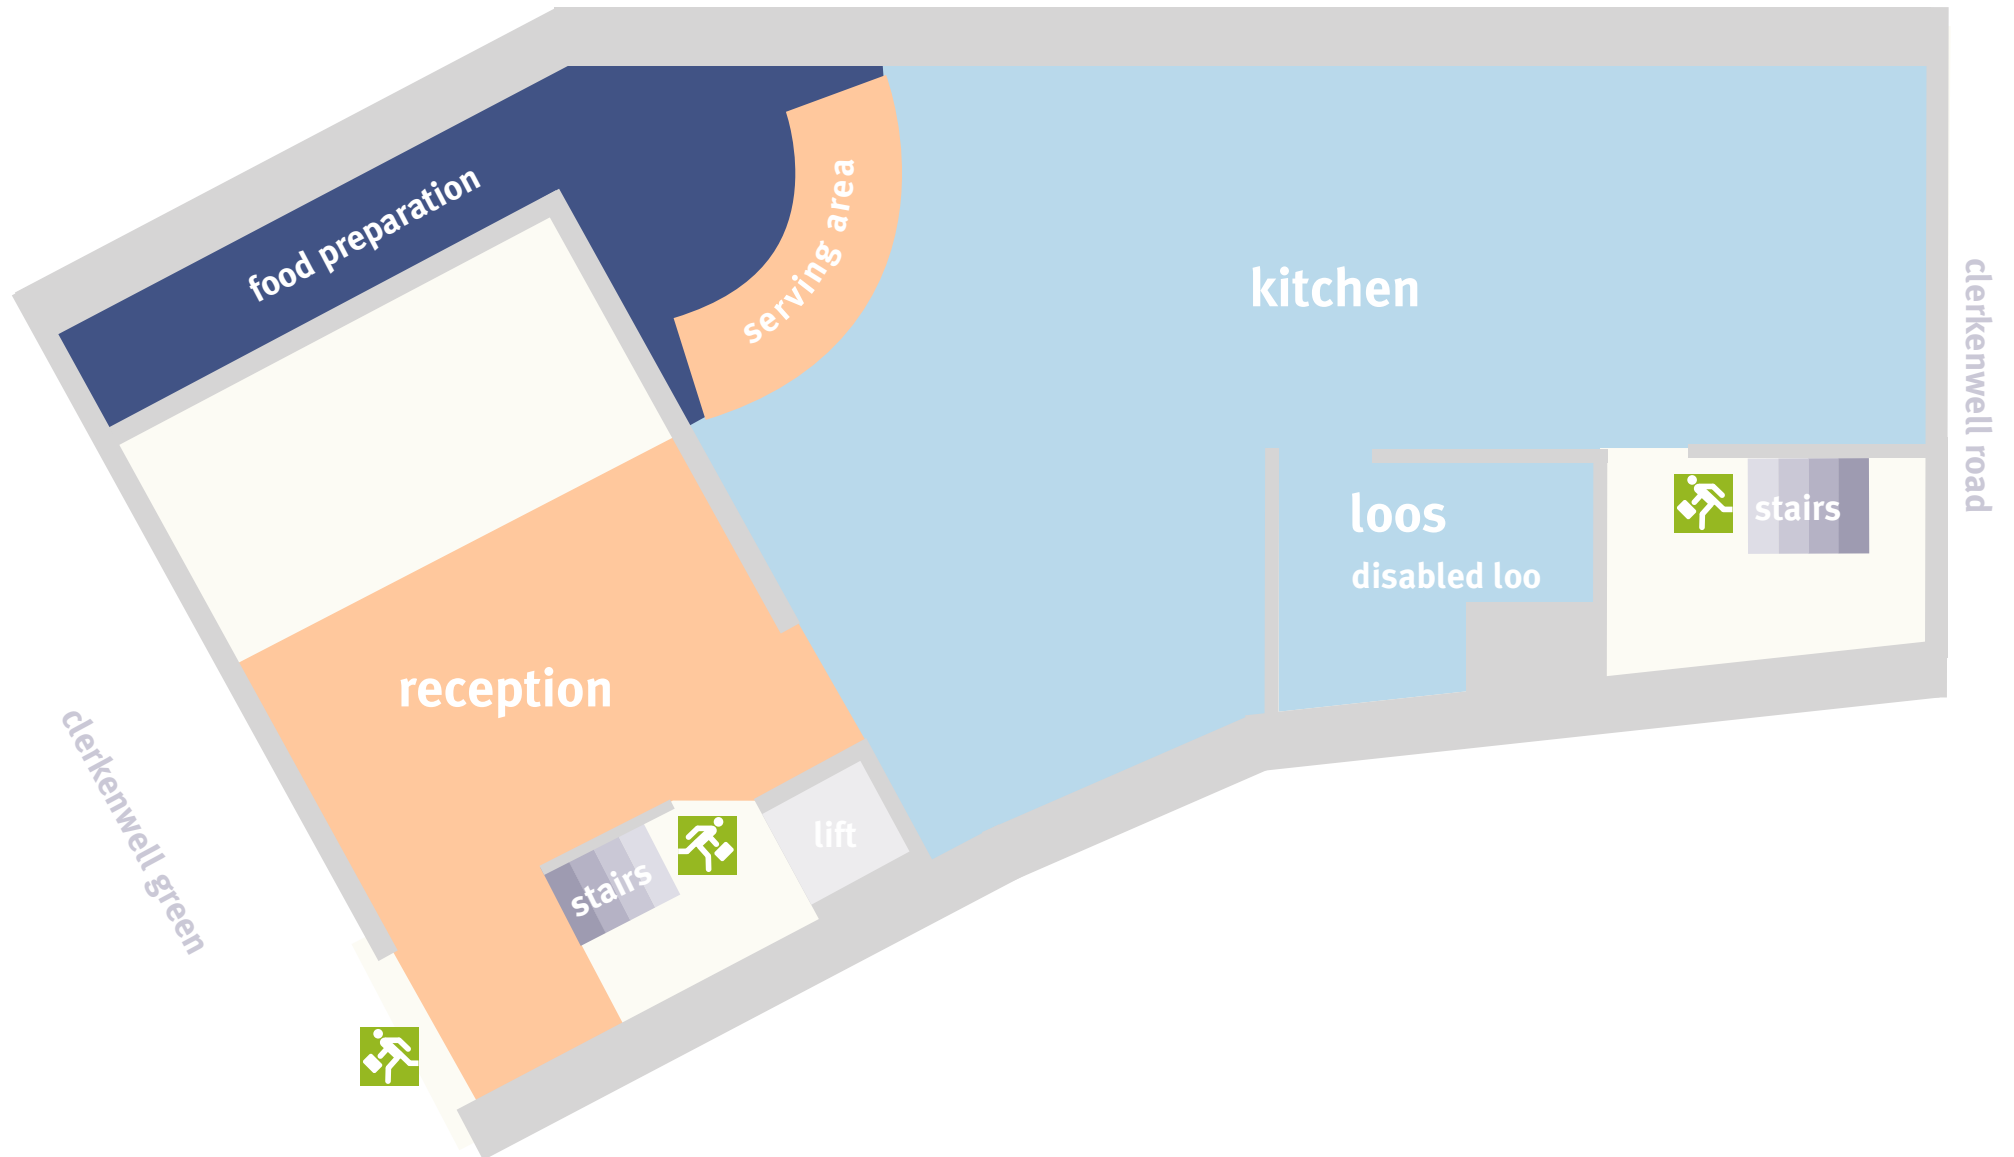 food preparation
serving area
kitchen
clerkenwell road
loos
disabled loo
stairs
reception
lift
stairs
clerkenwell green